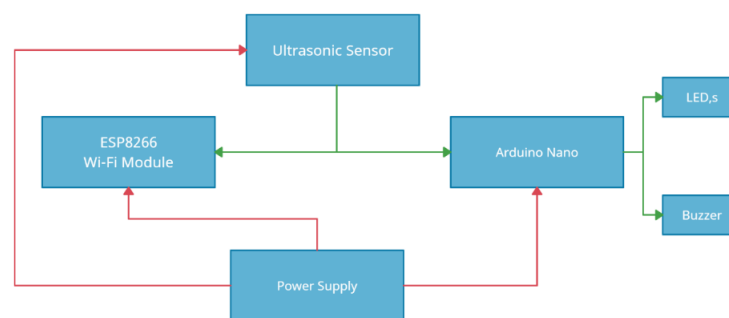 Ultrasonic Sensor
LED,s
ESP8266
Wi-Fi Module
Arduino Nano
Buzzer
Power Supply